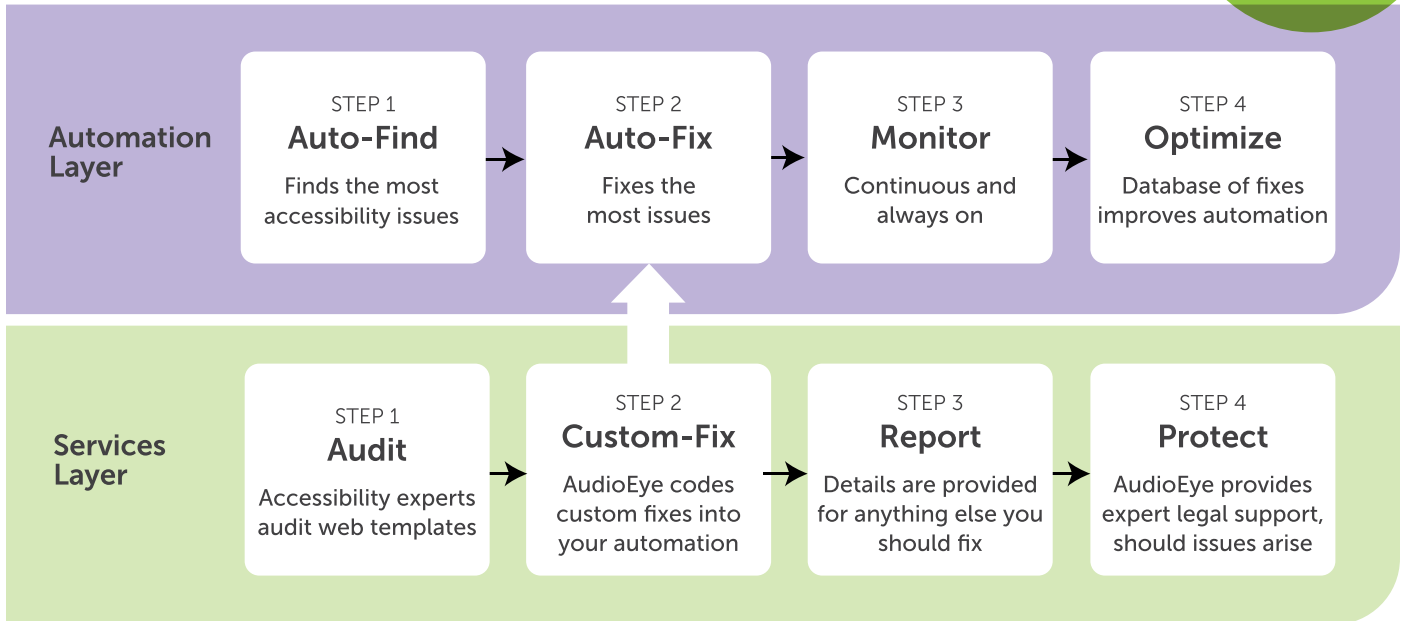 Automation
Layer
STEP 1
Auto-Find
Finds the most
accessibility issues
STEP 2
Auto-Fix
Fixes the
most issues
STEP 3
Monitor
Continuous and
always on
STEP 4
Optimize
Database of fixes
improves automation
Services
Layer
STEP 1
Audit
Accessibility experts
audit web templates
STEP 2
Custom-Fix
AudioEye codes
custom fixes into
your automation
STEP 3
Report
Details are provided
for anything else you
should fix
STEP 4
Protect
AudioEye provides
expert legal support,
should issues arise